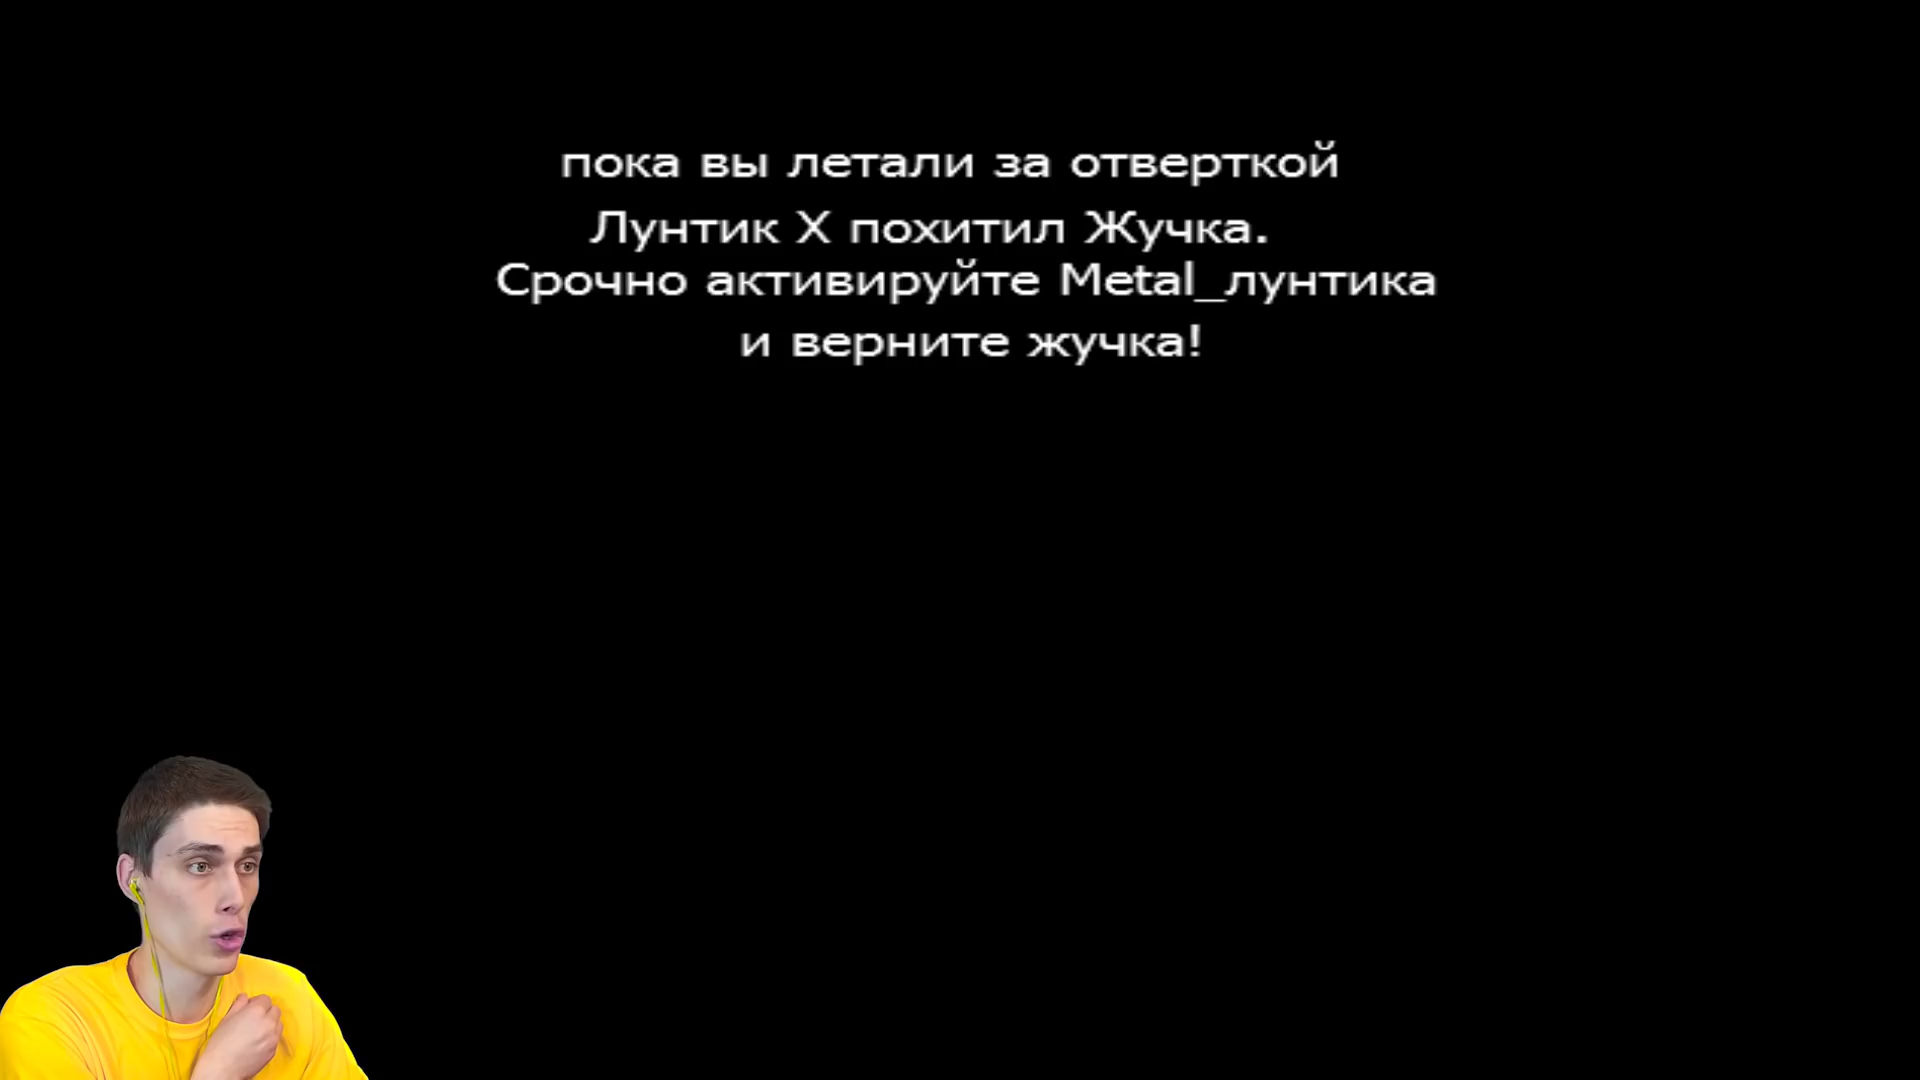 пока вы летали за отверткой
Лунтик Х похитил Жучка.
Срочно активируйте Metal_лунтика
и верните жучка!